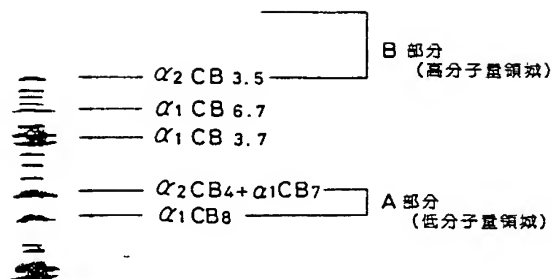 B 部分
(高分子量領域)
α2 CB 3.5
α1 CB 6.7
α1 CB 3.7
α2CB4+α1CB7
α1CB8
A 部分
(低分子量領域)